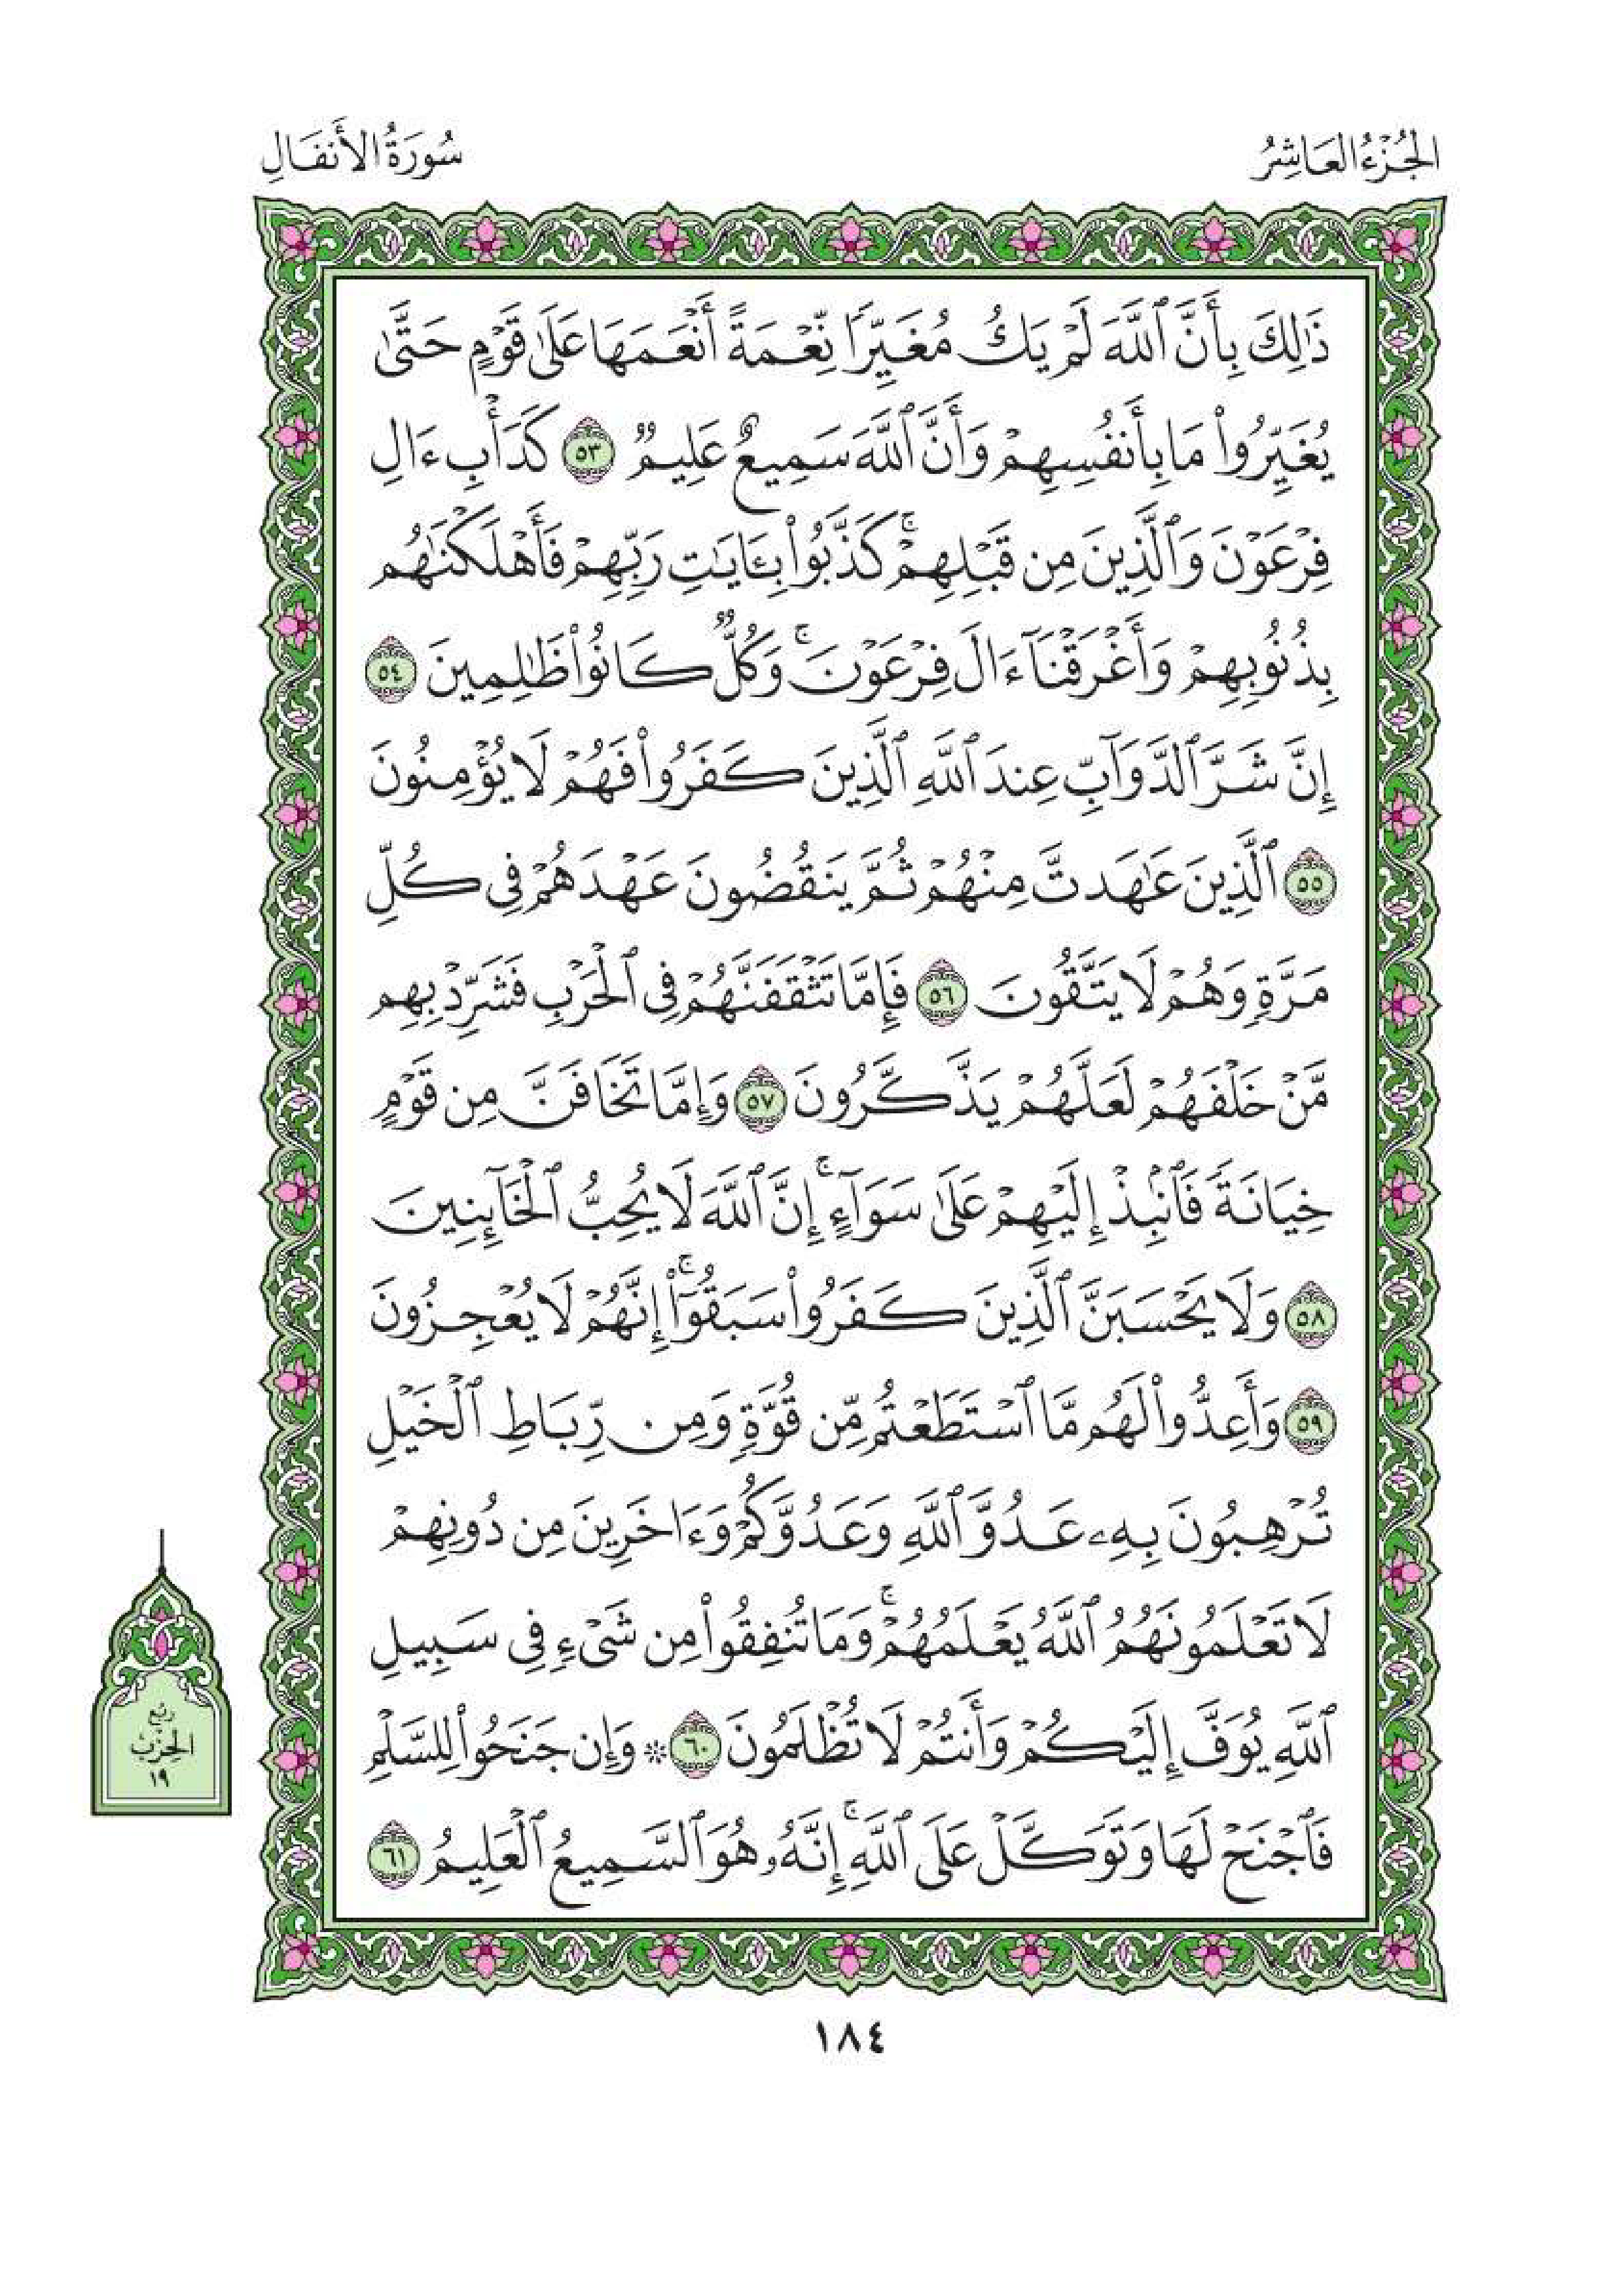 الجُزْءُ العَاشِرُ
سُورَةُ الأَنفَالِ
ذَٰلِكَ بِأَنَّ ٱللَّهَ لَمْ يَكُ مُغَيِّرًا نِّعْمَةً أَنْعَمَهَا عَلَىٰ قَوْمٍ حَتَّىٰ
يُغَيِّرُوا۟ مَا بِأَنفُسِهِمْ وَأَنَّ ٱللَّهَ سَمِيعٌ عَلِيمٌ ٥٣ كَدَأْبِ ءَالِ
فِرْعَوْنَ وَٱلَّذِينَ مِن قَبْلِهِمْ ۚ كَذَّبُوا۟ بِـَٔايَٰتِ رَبِّهِمْ فَأَهْلَكْنَٰهُم
بِذُنُوبِهِمْ وَأَغْرَقْنَآ ءَالَ فِرْعَوْنَ ۚ وَكُلٌّ كَانُوا۟ ظَٰلِمِينَ ٥٤
إِنَّ شَرَّ ٱلدَّوَآبِّ عِندَ ٱللَّهِ ٱلَّذِينَ كَفَرُوا۟ فَهُمْ لَا يُؤْمِنُونَ
٥٥ ٱلَّذِينَ عَٰهَدتَّ مِنْهُمْ ثُمَّ يَنقُضُونَ عَهْدَهُمْ فِى كُلِّ
مَرَّةٍ وَهُمْ لَا يَتَّقُونَ ٥٦ فَإِمَّا تَثْقَفَنَّهُمْ فِى ٱلْحَرْبِ فَشَرِّدْ بِهِم
مَّنْ خَلْفَهُمْ لَعَلَّهُمْ يَذَّكَّرُونَ ٥٧ وَإِمَّا تَخَافَنَّ مِن قَوْمٍ
خِيَانَةً فَٱنۢبِذْ إِلَيْهِمْ عَلَىٰ سَوَآءٍ ۚ إِنَّ ٱللَّهَ لَا يُحِبُّ ٱلْخَآئِنِينَ
٥٨ وَلَا يَحْسَبَنَّ ٱلَّذِينَ كَفَرُوا۟ سَبَقُوٓا۟ ۚ إِنَّهُمْ لَا يُعْجِزُونَ
٥٩ وَأَعِدُّوا۟ لَهُم مَّا ٱسْتَطَعْتُم مِّن قُوَّةٍ وَمِن رِّبَاطِ ٱلْخَيْلِ
تُرْهِبُونَ بِهِۦ عَدُوَّ ٱللَّهِ وَعَدُوَّكُمْ وَءَاخَرِينَ مِن دُونِهِمْ
لَا تَعْلَمُونَهُمُ ٱللَّهُ يَعْلَمُهُمْ ۚ وَمَا تُنفِقُوا۟ مِن شَىْءٍ فِى سَبِيلِ
ٱللَّهِ يُوَفَّ إِلَيْكُمْ وَأَنتُمْ لَا تُظْلَمُونَ ٦٠ ۞ وَإِن جَنَحُوا۟ لِلسَّلْمِ
فَٱجْنَحْ لَهَا وَتَوَكَّلْ عَلَى ٱللَّهِ ۚ إِنَّهُۥ هُوَ ٱلسَّمِيعُ ٱلْعَلِيمُ ٦١
رُبْع
الحِزْب
١٩
١٨٤